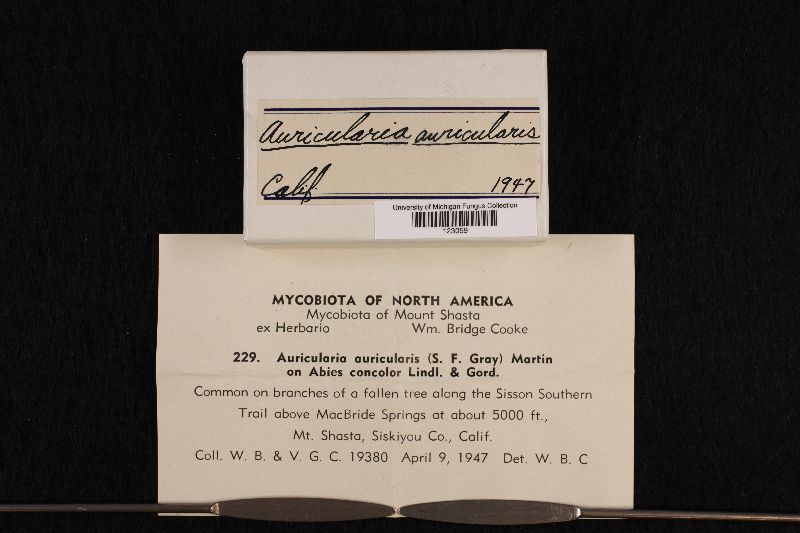 Auricularia auricularis
Calif. 1947
University of Michigan Fungus Collection
123059
MYCOBIOTA OF NORTH AMERICA
Mycobiota of Mount Shasta
ex Herbario Wm. Bridge Cooke
229. Auricularia auricularis (S. F. Gray) Martin
on Abies concolor Lindl. & Gord.
Common on branches of a fallen tree along the Sisson Southern
Trail above MacBride Springs at about 5000 ft.,
Mt. Shasta, Siskiyou Co., Calif.
Coll. W. B. & V. G. C. 19380 April 9, 1947 Det. W. B. C